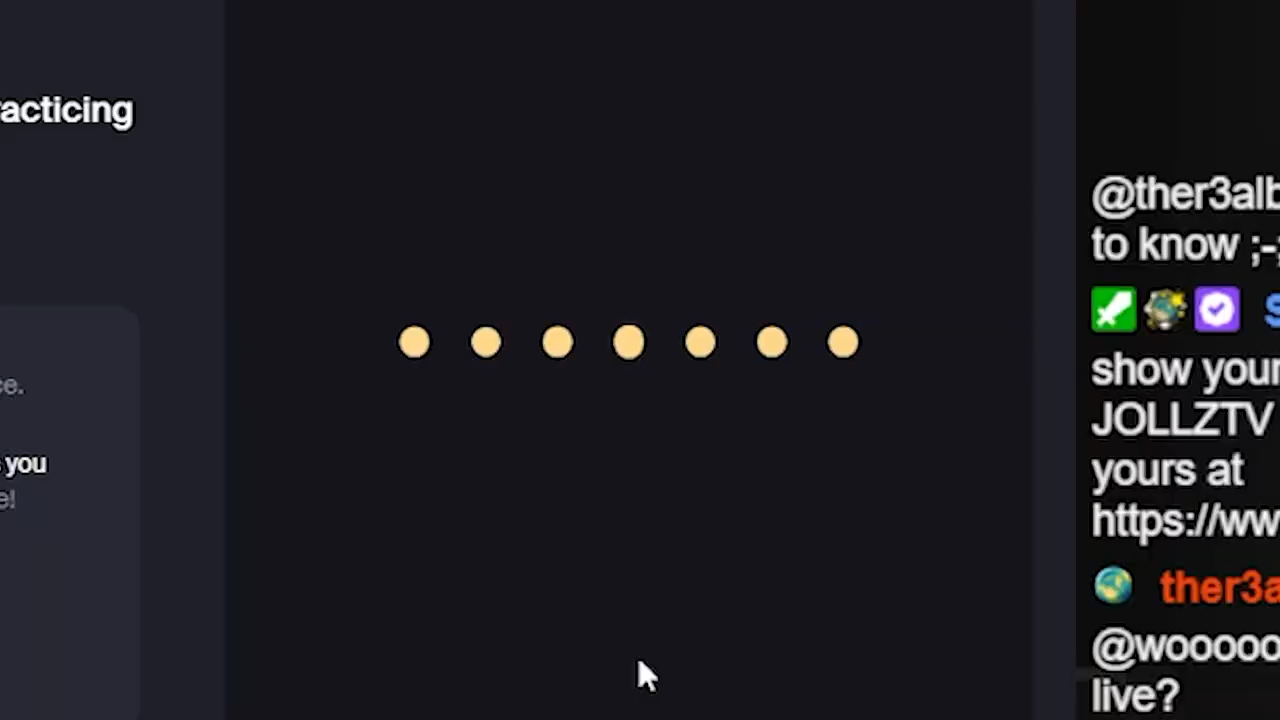 acticing
ce.
you
e!
@ther3alb
to know ;-;
show your
JOLLZTV
yours at
https://ww
ther3a
@wooooo
live?